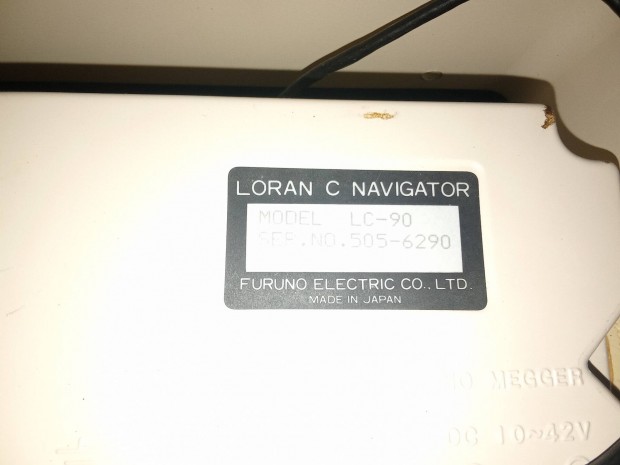 LORAN C NAVIGATOR
MODEL LC-90
SER.NO.505-6290
FURUNO ELECTRIC CO., LTD.
MADE IN JAPAN
NO MEGGER
DC 10~42V